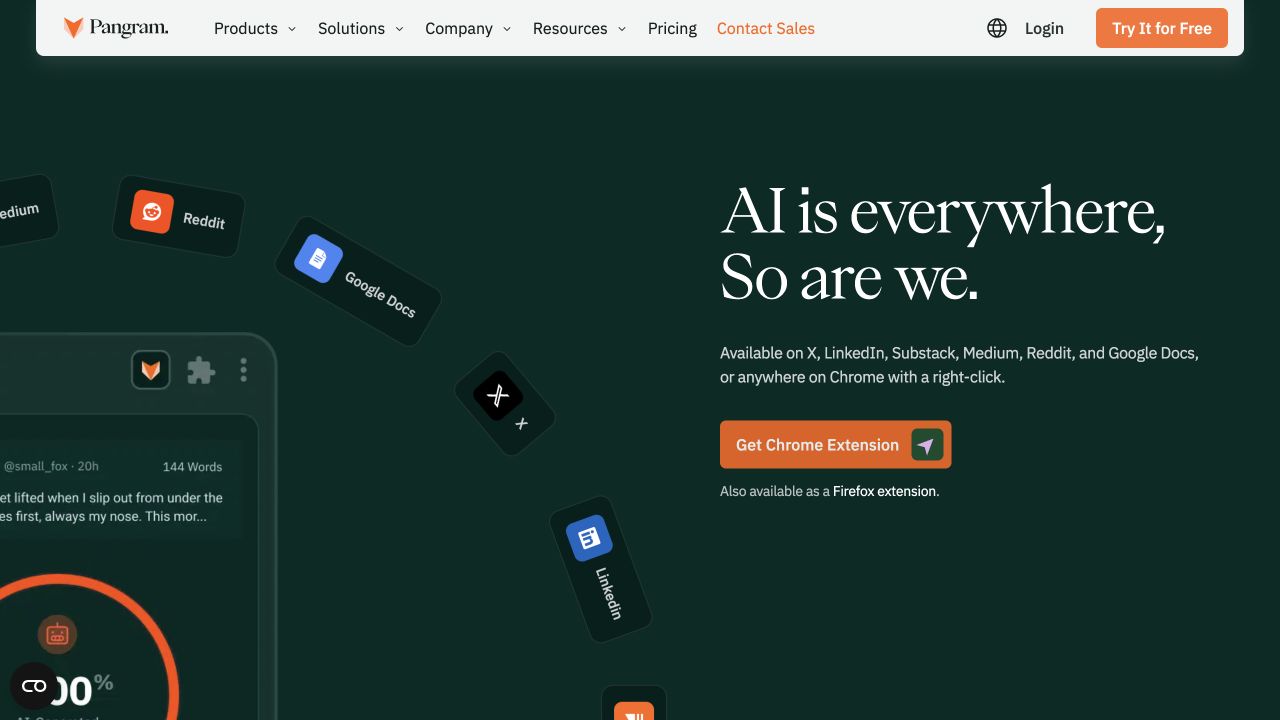 Pangram.
Products
Solutions
Company
Resources
Pricing
Contact Sales
Login
Try It for Free
Reddit
Google Docs
X
Linkedin
AI is everywhere,
So are we.
Available on X, LinkedIn, Substack, Medium, Reddit, and Google Docs,
or anywhere on Chrome with a right-click.
Get Chrome Extension
Also available as a Firefox extension.
@small_fox · 20h
144 Words
lifted when I slip out from under the
first, always my nose. This mor...
%